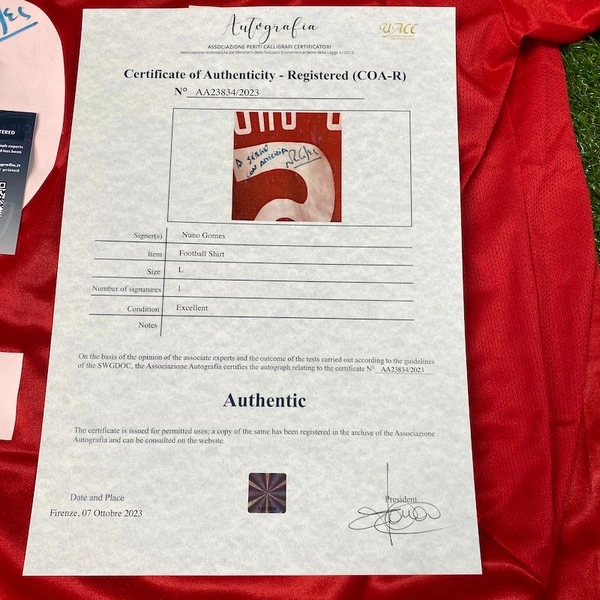 Autografia
UACC
ASSOCIAZIONE PERITI CALLIGRAFI CERTIFICATORI
Certificate of Authenticity - Registered (COA-R)
N° AA23834/2023
A SERGIO
CON AMICIZIA
Signer(s) Nuno Gomes
Item Football Shirt
Size L
Number of signatures 1
Condition Excellent
Notes
On the basis of the opinion of the associate experts and the outcome of the tests carried out according to the guidelines
of the SWGDOC, the Associazione Autografia certifies the autograph relating to the certificate N° AA23834/2023
Authentic
The certificate is issued for permitted uses; a copy of the same has been registered in the archive of the Associazione
Autografia and can be consulted on the website.
Date and Place
Firenze, 07 Ottobre 2023
President